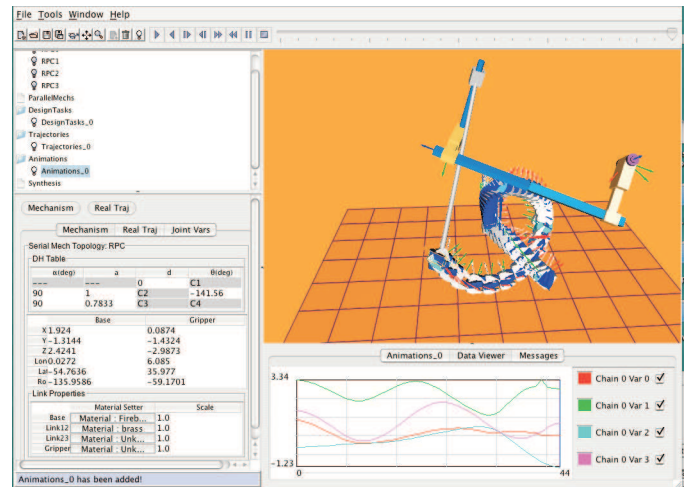 File Tools Window Help
RPC1
RPC2
RPC3
ParallelMechs
DesignTasks
DesignTasks_0
Trajectories
Trajectories_0
Animations
Animations_0
Synthesis
Mechanism Real Traj
Mechanism Real Traj Joint Vars
Serial Mech Topology: RPC
DH Table
α(deg) a d θ(deg)
--- --- 0 C1
90 1 C2 -141.56
90 0.7833 C3 C4
Base Gripper
X 1.924 0.0874
Y -1.3144 -1.4324
Z 2.4241 -2.9873
Lon 0.0272 6.085
Lat -54.7636 35.977
Ro -135.9586 -59.1701
Link Properties
Material Setter Scale
Base Material : Fireb... 1.0
Link12 Material : brass 1.0
Link23 Material : Unk... 1.0
Gripper Material : Unk... 1.0
Animations_0 has been added!
Animations_0 Data Viewer Messages
3.34
-1.23
0 44
Chain 0 Var 0
Chain 0 Var 1
Chain 0 Var 2
Chain 0 Var 3